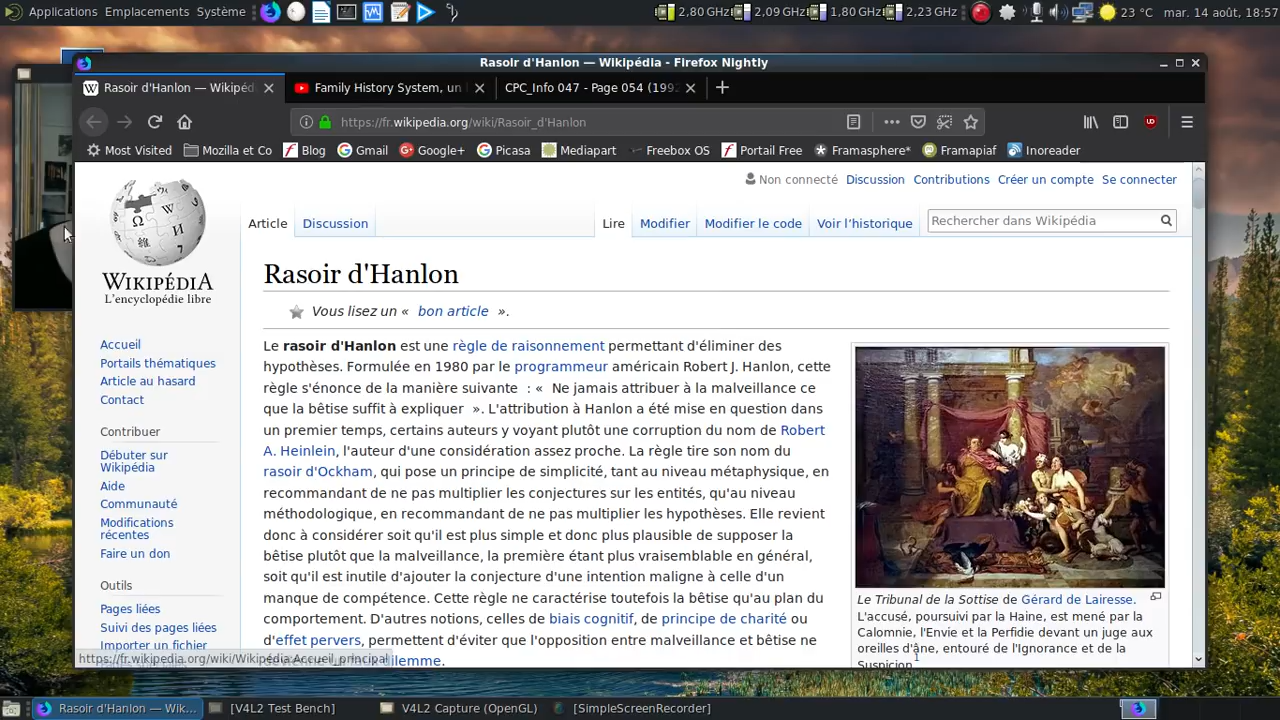 Applications Emplacements Système 2,80 GHz 2,09 GHz 1,80 GHz 2,23 GHz 23 °C mar. 14 août, 18:57
Rasoir d'Hanlon — Wikipédia - Firefox Nightly
Rasoir d'Hanlon — Wikipéd Family History System, un CPC_Info 047 - Page 054 (1992
https://fr.wikipedia.org/wiki/Rasoir_d'Hanlon
Most Visited Mozilla et Co Blog Gmail Google+ Picasa Mediapart Freebox OS Portail Free Framasphere* Framapiaf Inoreader
Non connecté Discussion Contributions Créer un compte Se connecter
Article Discussion Lire Modifier Modifier le code Voir l'historique Rechercher dans Wikipédia
WIKIPÉDIA
L'encyclopédie libre
Accueil
Portails thématiques
Article au hasard
Contact
Contribuer
Débuter sur
Wikipédia
Aide
Communauté
Modifications
récentes
Faire un don
Outils
Pages liées
Suivi des pages liées
Importer un fichier
Rasoir d'Hanlon
Vous lisez un « bon article ».
Le rasoir d'Hanlon est une règle de raisonnement permettant d'éliminer des
hypothèses. Formulée en 1980 par le programmeur américain Robert J. Hanlon, cette
règle s'énonce de la manière suivante : « Ne jamais attribuer à la malveillance ce
que la bêtise suffit à expliquer ». L'attribution à Hanlon a été mise en question dans
un premier temps, certains auteurs y voyant plutôt une corruption du nom de Robert
A. Heinlein, l'auteur d'une considération assez proche. La règle tire son nom du
rasoir d'Ockham, qui pose un principe de simplicité, tant au niveau métaphysique, en
recommandant de ne pas multiplier les conjectures sur les entités, qu'au niveau
méthodologique, en recommandant de ne pas multiplier les hypothèses. Elle revient
donc à considérer soit qu'il est plus simple et donc plus plausible de supposer la
bêtise plutôt que la malveillance, la première étant plus vraisemblable en général,
soit qu'il est inutile d'ajouter la conjecture d'une intention maligne à celle d'un
manque de compétence. Cette règle ne caractérise toutefois la bêtise qu'au plan du
comportement. D'autres notions, celles de biais cognitif, de principe de charité ou
d'effet pervers, permettent d'éviter que l'opposition entre malveillance et bêtise ne
dilemme.
Le Tribunal de la Sottise de Gérard de Lairesse.
L'accusé, poursuivi par la Haine, est mené par la
Calomnie, l'Envie et la Perfidie devant un juge aux
oreilles d'âne, entouré de l'Ignorance et de la
Suspicion.
https://fr.wikipedia.org/wiki/Wikipédia:Accueil_principal
Rasoir d'Hanlon — Wik... [V4L2 Test Bench] V4L2 Capture (OpenGL) [SimpleScreenRecorder]